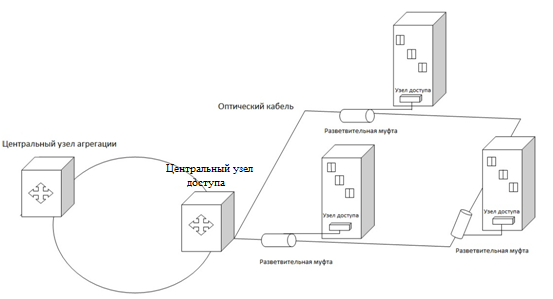 Узел доступа
Оптический кабель
Разветвительная муфта
Центральный узел агрегации
Центральный узел
доступа
Узел доступа
Узел доступа
Разветвительная муфта
Разветвительная муфта